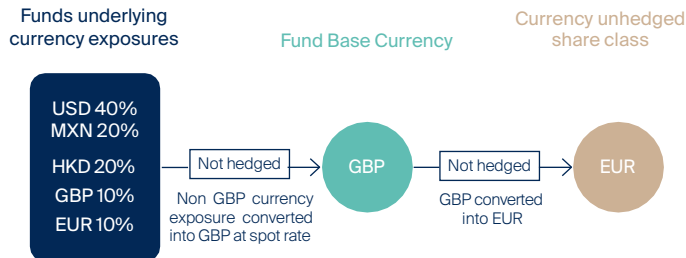 Funds underlying
currency exposures
Fund Base Currency
Currency unhedged
share class
USD 40%
MXN 20%
HKD 20%
GBP 10%
EUR 10%
Not hedged
Non GBP currency
exposure converted
into GBP at spot rate
GBP
Not hedged
GBP converted
into EUR
EUR